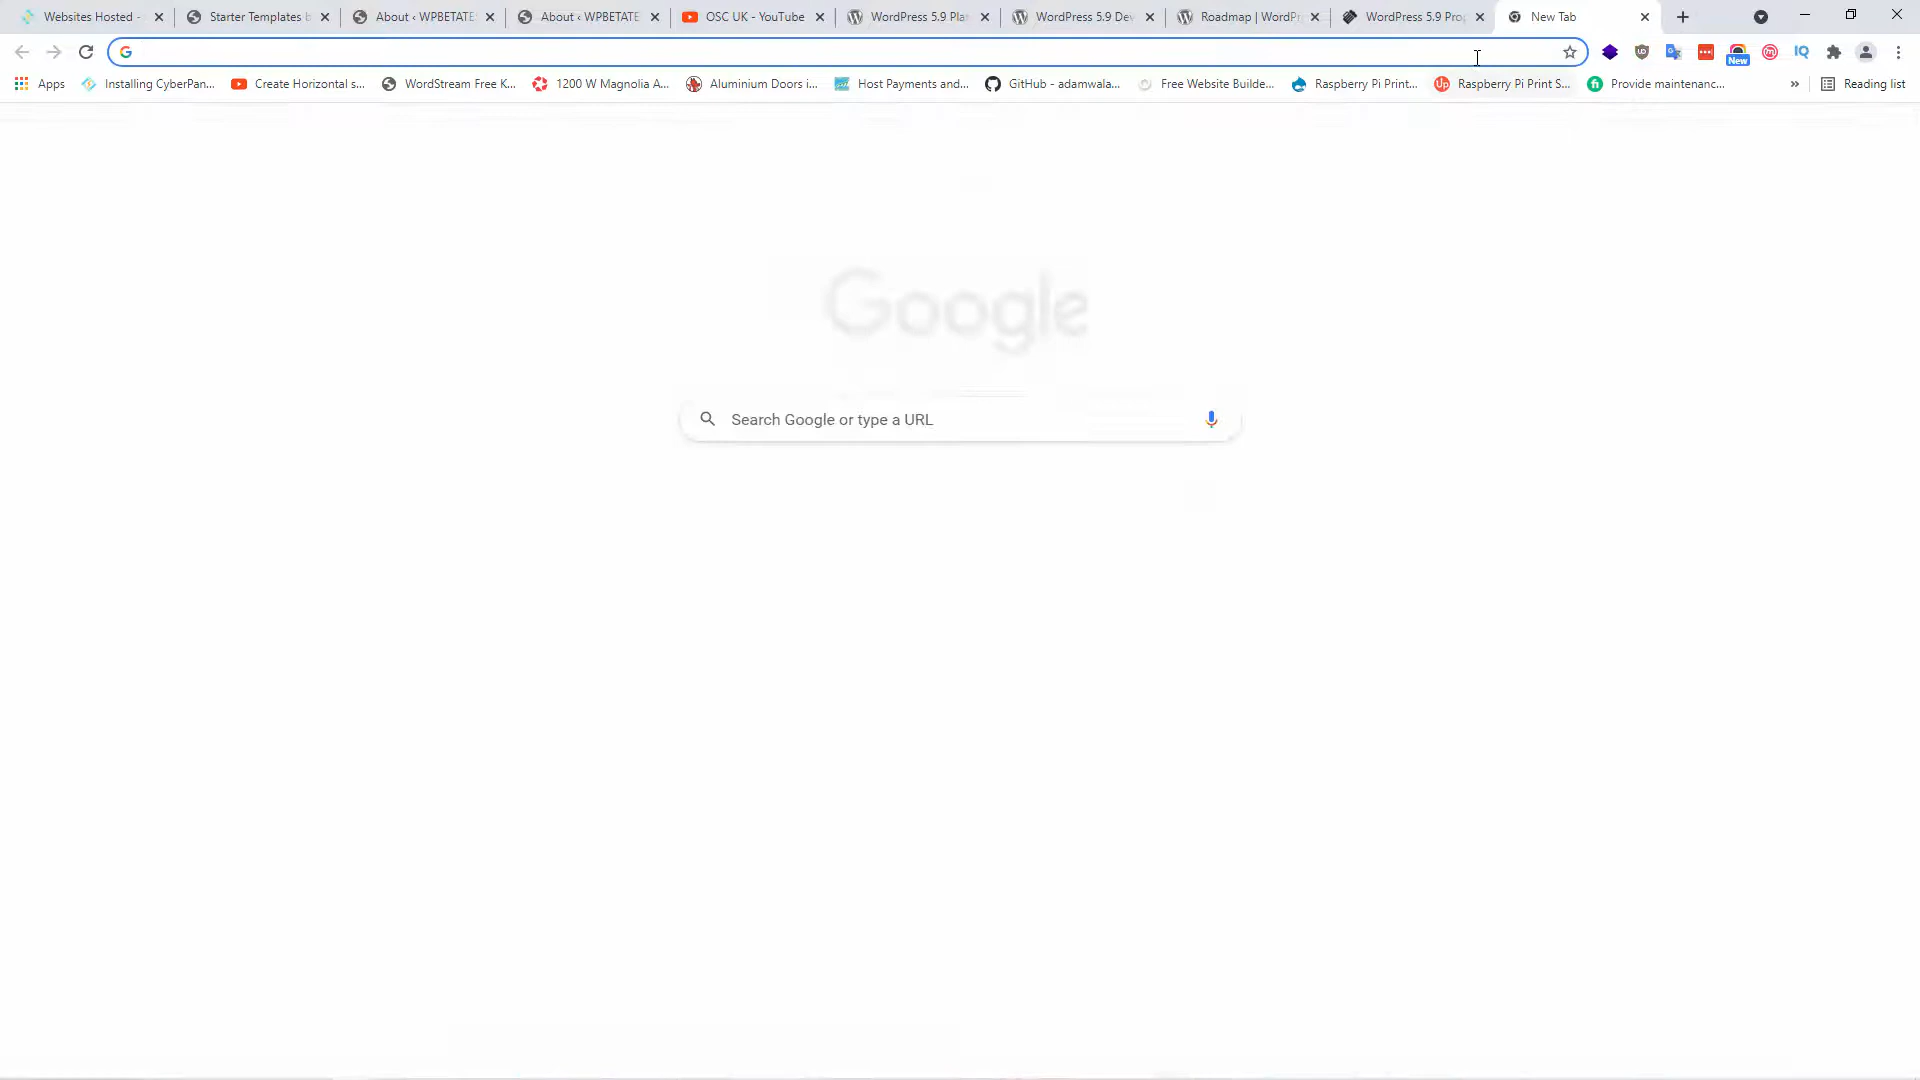 Websites Hosted -
Starter Templates b
About ‹ WPBETATE
About ‹ WPBETATE
OSC UK - YouTube
WordPress 5.9 Pla
WordPress 5.9 Dev
Roadmap | WordPr
WordPress 5.9 Pro
New Tab
New
Apps
Installing CyberPan...
Create Horizontal s...
WordStream Free K...
1200 W Magnolia A...
Aluminium Doors i...
Host Payments and...
GitHub - adamwala...
Free Website Builde...
Raspberry Pi Print...
Raspberry Pi Print S...
Provide maintenanc...
»
Reading list
Google
Search Google or type a URL